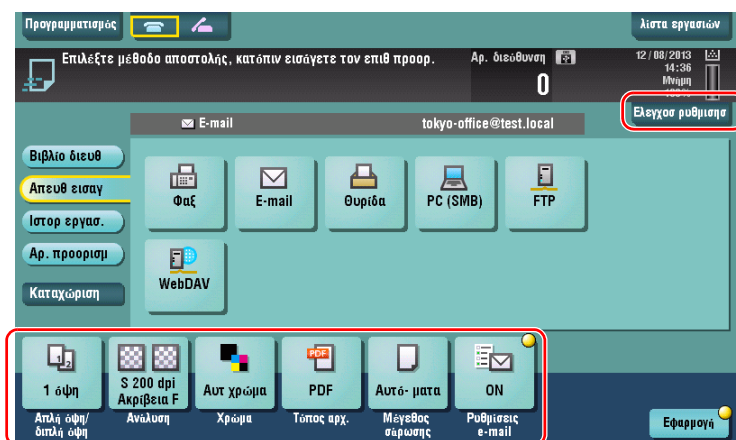 Προγραμματισμός
λίστα εργασιών
Επιλέξτε μέθοδο αποστολής, κατόπιν εισάγετε τον επιθ προορ.
Αρ. διεύθυνση
0
12/08/2013
14:36
Μνήμη
100%
Ελεγχοσ ρυθμισησ
E-mail
tokyo-office@test.local
Βιβλίο διευθ
Απευθ εισαγ
Ιστορ εργασ.
Αρ. προορισμ
Καταχώριση
Φαξ
E-mail
Θυρίδα
PC (SMB)
FTP
WebDAV
1 όψη
S 200 dpi
Ακρίβεια F
Αυτ χρώμα
PDF
PDF
Αυτό- ματα
ON
Απλή όψη/
διπλή όψη
Ανάλυση
Χρώμα
Τύπος αρχ.
Μέγεθος
σάρωσης
Ρυθμίσεις
e-mail
Εφαρμογή